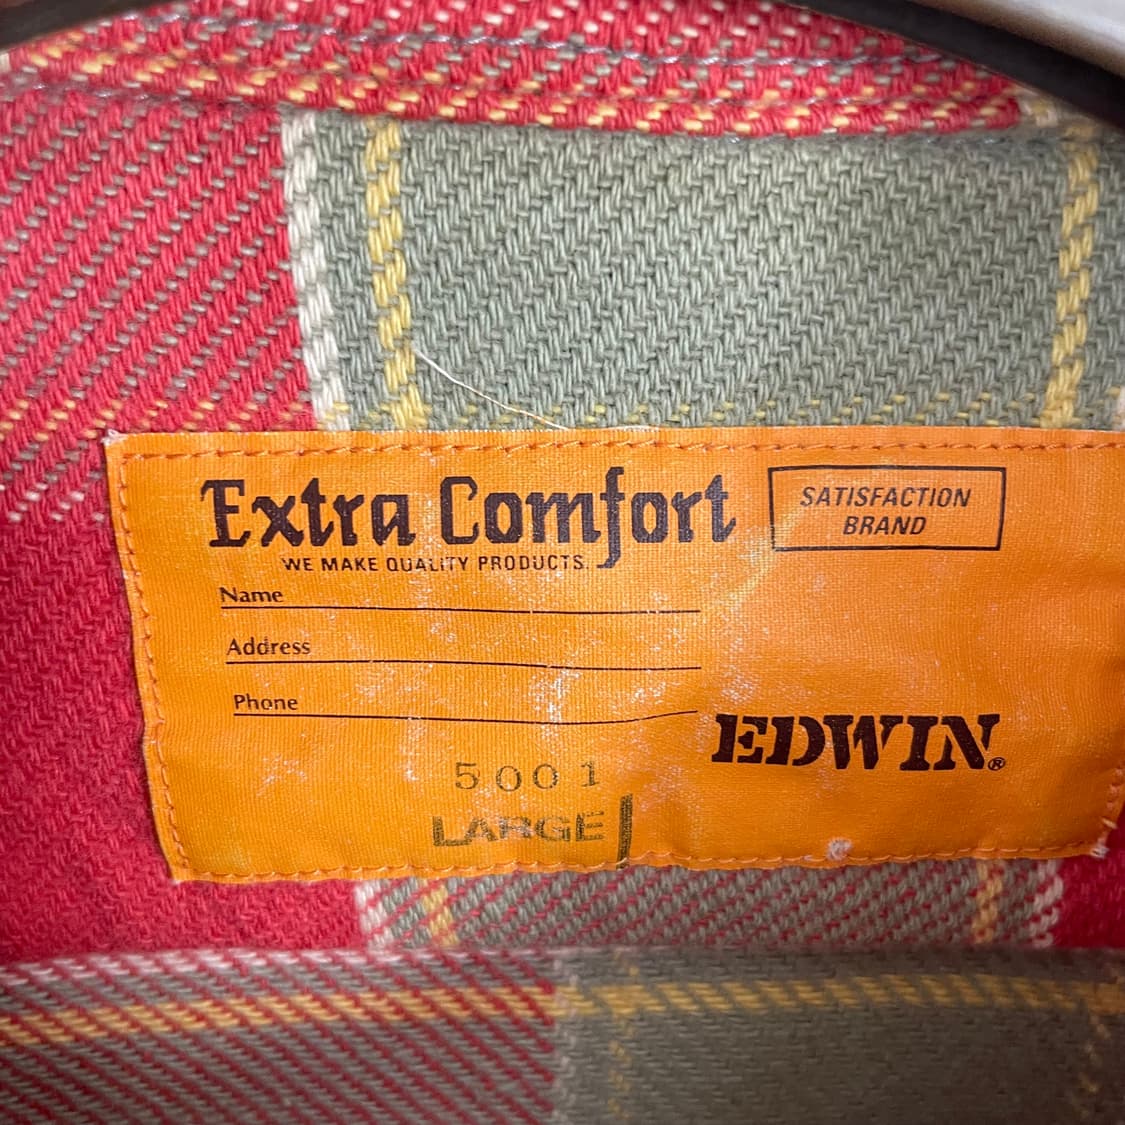 Extra Comfort
WE MAKE QUALITY PRODUCTS.
SATISFACTION
BRAND
Name
Address
Phone
EDWIN®
5001
LARGE